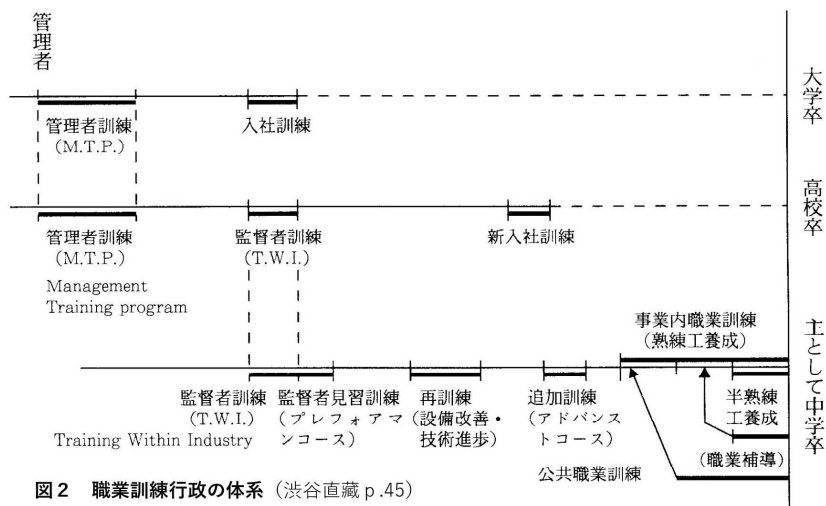 管理者
大学卒
管理者訓練
(M.T.P.)
入社訓練
高校卒
管理者訓練
(M.T.P.)
Management
Training program
監督者訓練
(T.W.I.)
新入社訓練
主として中学卒
事業内職業訓練
(熟練工養成)
監督者訓練
(T.W.I.)
Training Within Industry
監督者見習訓練
(プレフォアマ
ンコース)
再訓練
(設備改善・
技術進歩)
追加訓練
(アドバンス
トコース)
半熟練
工養成
(職業補導)
公共職業訓練
図2 職業訓練行政の体系 (渋谷直藏 p.45)